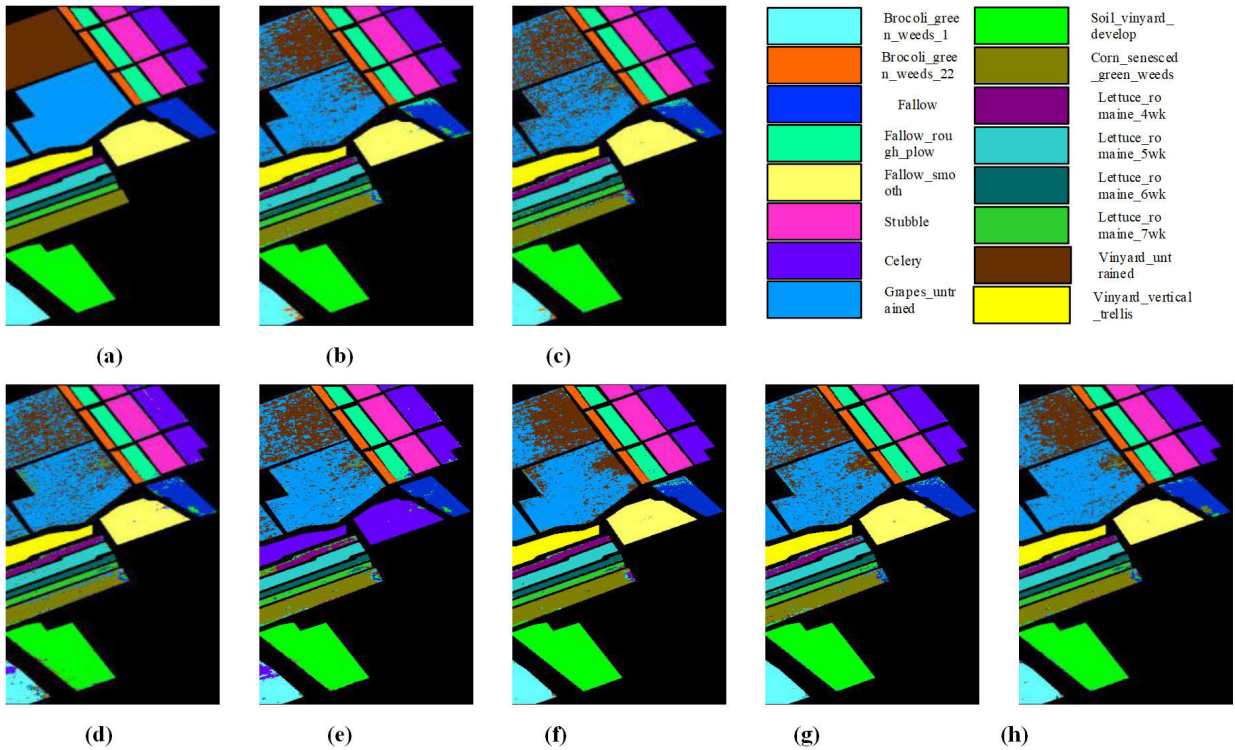 Brocoli_gree
n_weeds_1
Brocoli_gree
n_weeds_22
Fallow
Fallow_rou
gh_plow
Fallow_smo
oth
Stubble
Celery
Grapes_untr
ained
Soil_vinyard_
develop
Corn_senesced
_green_weeds
Lettuce_ro
maine_4wk
Lettuce_ro
maine_5wk
Lettuce_ro
maine_6wk
Lettuce_ro
maine_7wk
Vinyard_unt
rained
Vinyard_vertical
_trellis
(a)
(b)
(c)
(d)
(e)
(f)
(g)
(h)